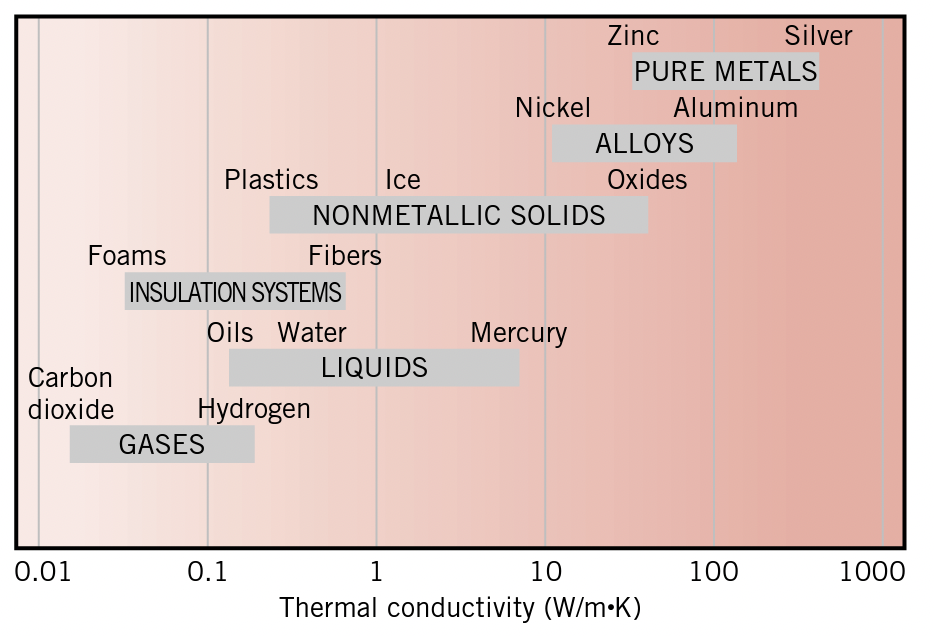 Zinc Silver
PURE METALS
Nickel Aluminum
ALLOYS
Plastics Ice Oxides
NONMETALLIC SOLIDS
Foams Fibers
INSULATION SYSTEMS
Oils Water Mercury
LIQUIDS
Carbon
dioxide Hydrogen
GASES
0.01 0.1 1 10 100 1000
Thermal conductivity (W/m•K)